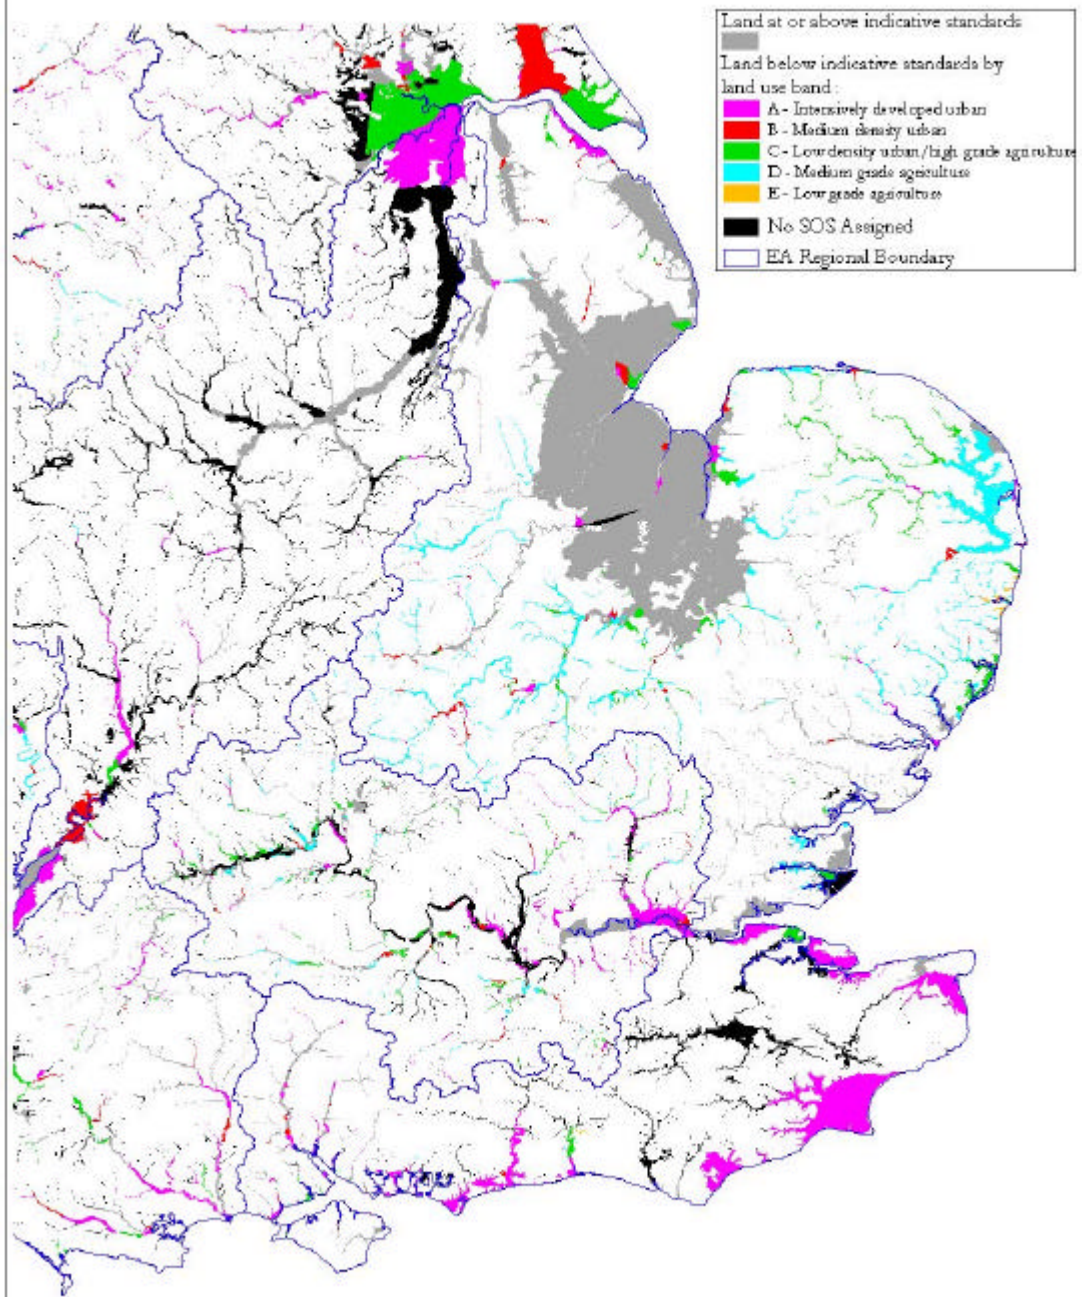 Land at or above indicative standards
Land below indicative standards by
land use band :
A - Intensively developed urban
B - Medium density urban
C - Low density urban/high grade agriculture
D - Medium grade agriculture
E - Low grade agriculture
No SOS Assigned
EA Regional Boundary